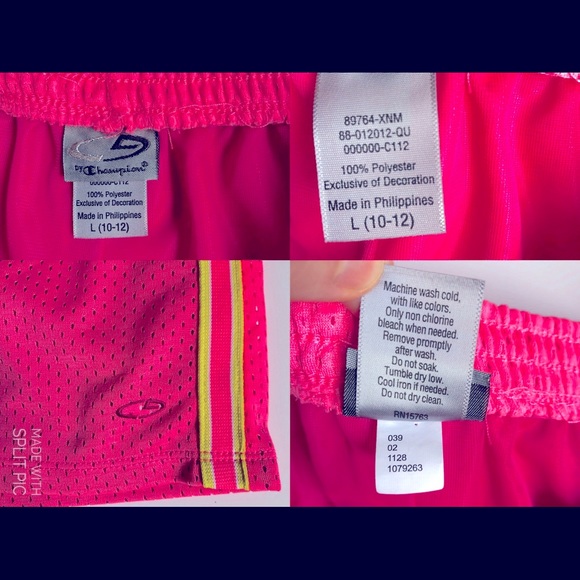 by Champion®
000000-C112
100% Polyester
Exclusive of Decoration
Made in Philippines
L (10-12)
89764-XNM
88-012012-QU
000000-C112
100% Polyester
Exclusive of Decoration
Made in Philippines
L (10-12)
MADE WITH
SPLIT PIC
Machine wash cold,
with like colors.
Only non chlorine
bleach when needed.
Remove promptly
after wash.
Do not soak.
Tumble dry low.
Cool iron if needed.
Do not dry clean.
RN15763
039
02
1128
1079263